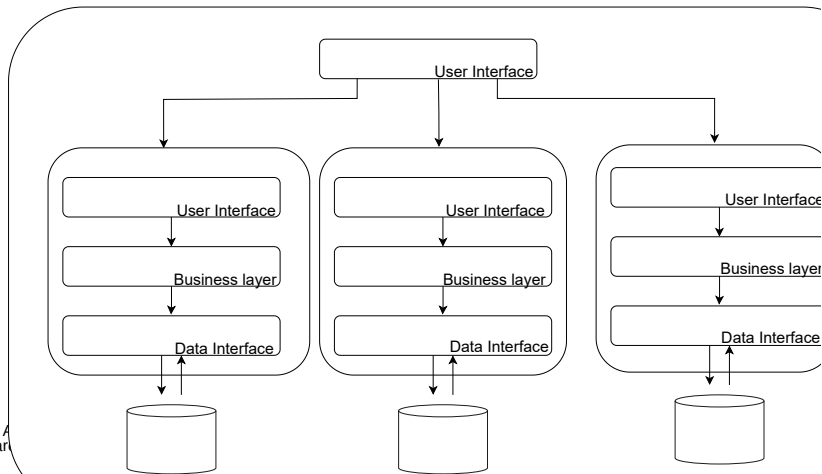 User Interface
User Interface
User Interface
User Interface
Business layer
Business layer
Business layer
Data Interface
Data Interface
Data Interface